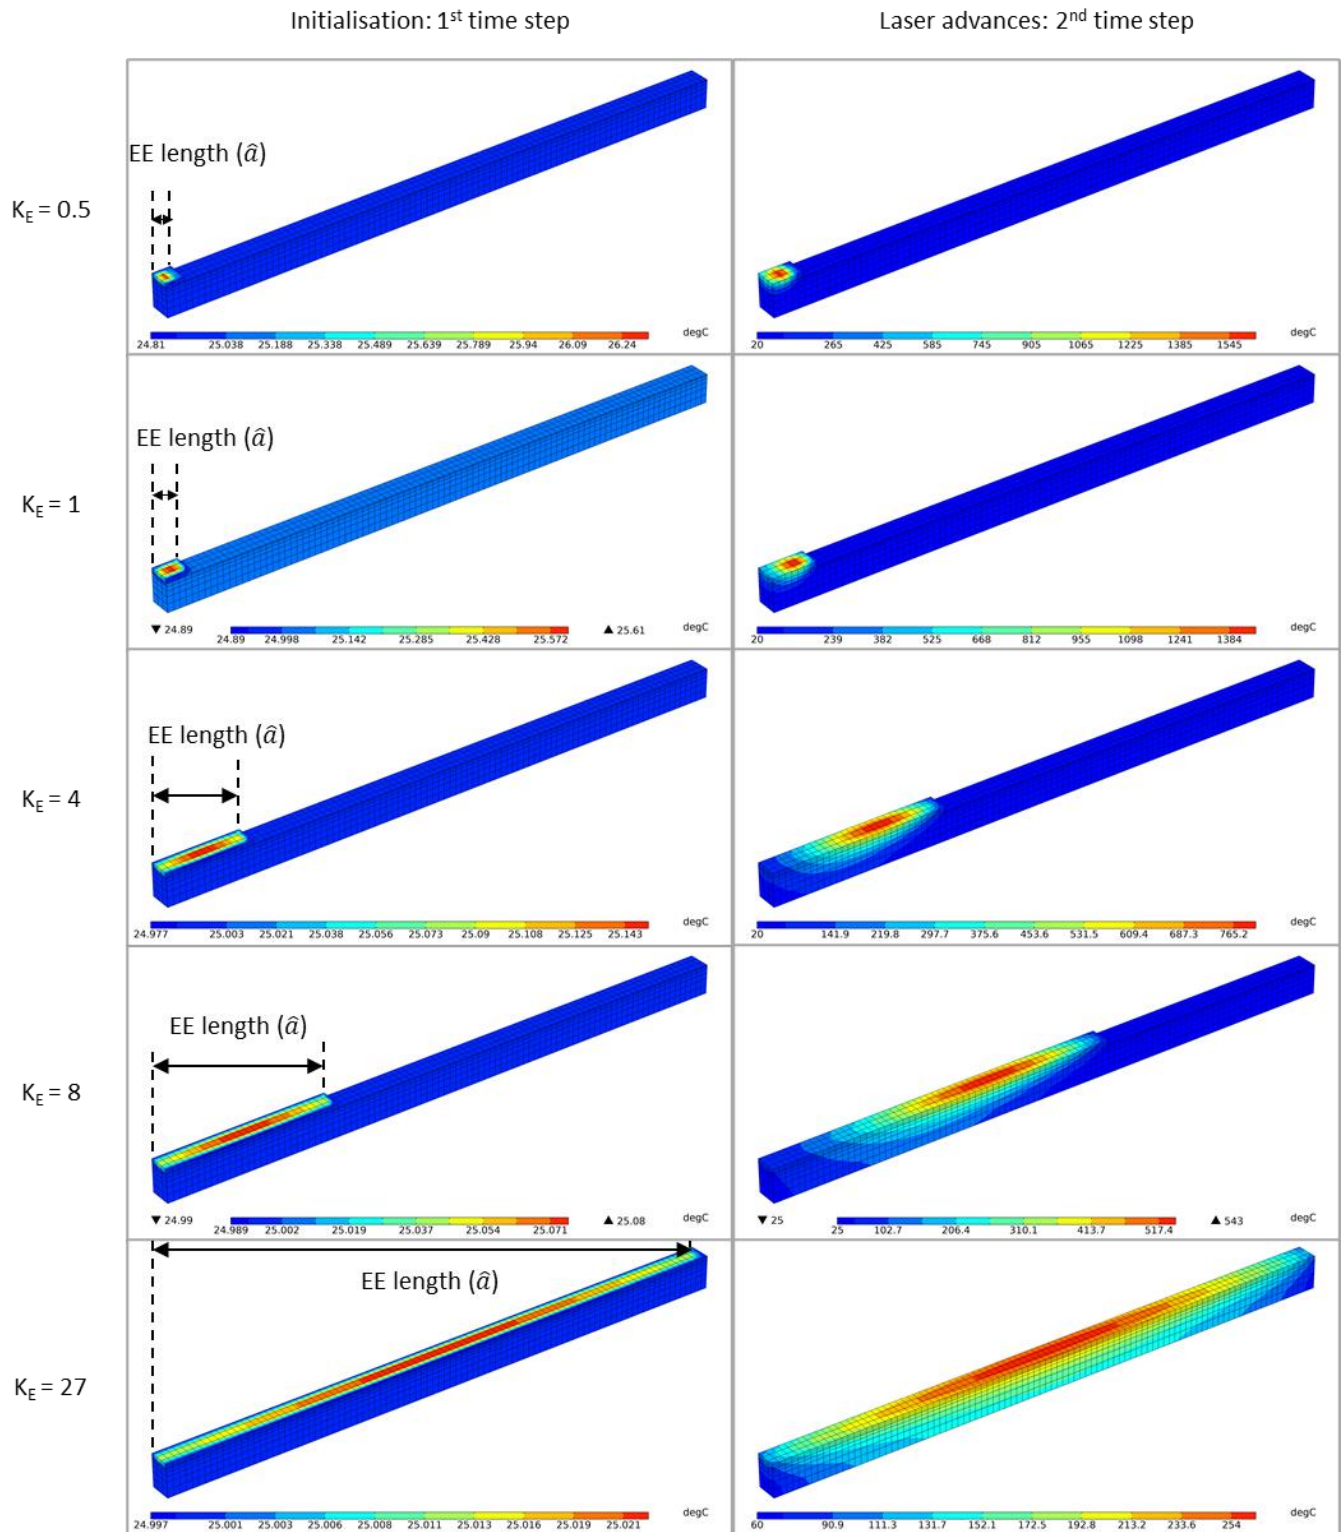 Initialisation: 1st time step
Laser advances: 2nd time step
EE length (â)
K_E = 0.5
degC
24.81 25.038 25.188 25.338 25.489 25.639 25.789 25.94 26.09 26.24
degC
20 265 425 585 745 905 1065 1225 1385 1545
EE length (â)
K_E = 1
▼ 24.89
24.89 24.998 25.142 25.285 25.428 25.572
▲ 25.61
degC
degC
20 239 382 525 668 812 955 1098 1241 1384
EE length (â)
K_E = 4
degC
24.977 25.003 25.021 25.038 25.056 25.073 25.09 25.108 25.125 25.143
degC
20 141.9 219.8 297.7 375.6 453.6 531.5 609.4 687.3 765.2
EE length (â)
K_E = 8
▼ 24.99
24.989 25.002 25.019 25.037 25.054 25.071
▲ 25.08
degC
▼ 25
25 102.7 206.4 310.1 413.7 517.4
▲ 543
degC
EE length (â)
K_E = 27
degC
24.997 25.001 25.003 25.006 25.008 25.011 25.013 25.016 25.019 25.021
degC
60 90.9 111.3 131.7 152.1 172.5 192.8 213.2 233.6 254